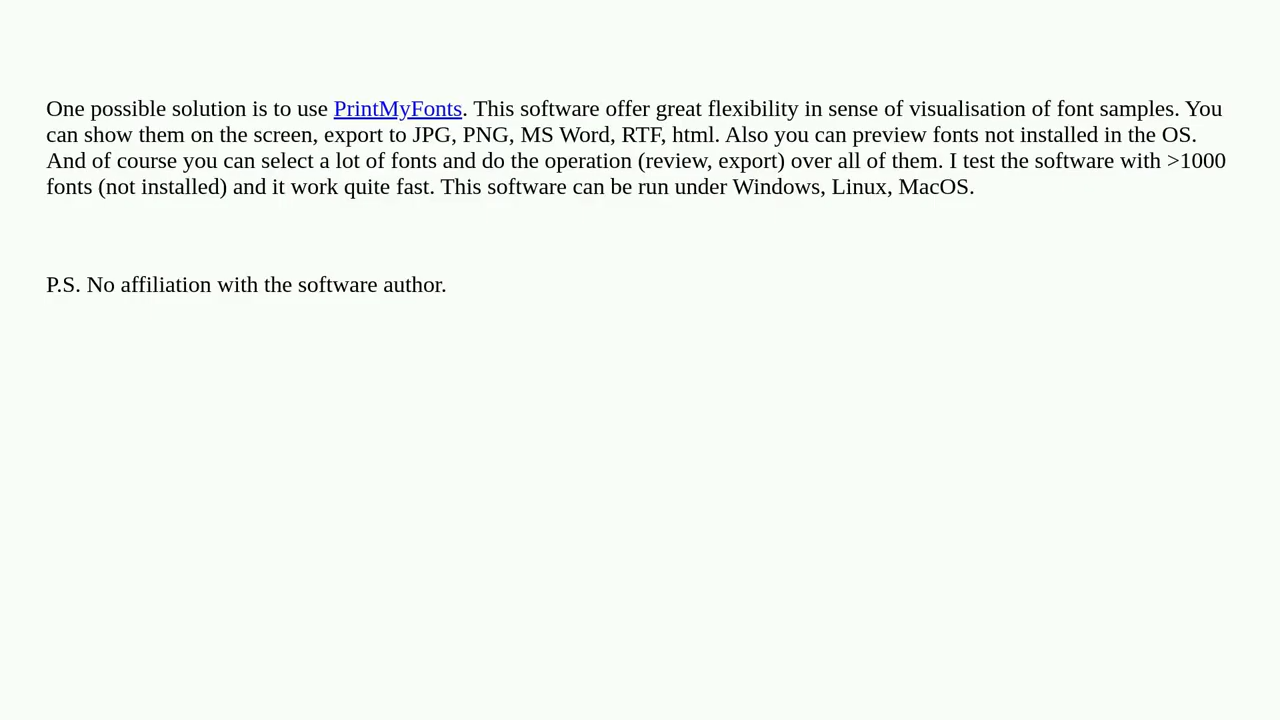 One possible solution is to use PrintMyFonts. This software offer great flexibility in sense of visualisation of font samples. You
can show them on the screen, export to JPG, PNG, MS Word, RTF, html. Also you can preview fonts not installed in the OS.
And of course you can select a lot of fonts and do the operation (review, export) over all of them. I test the software with >1000
fonts (not installed) and it work quite fast. This software can be run under Windows, Linux, MacOS.
P.S. No affiliation with the software author.